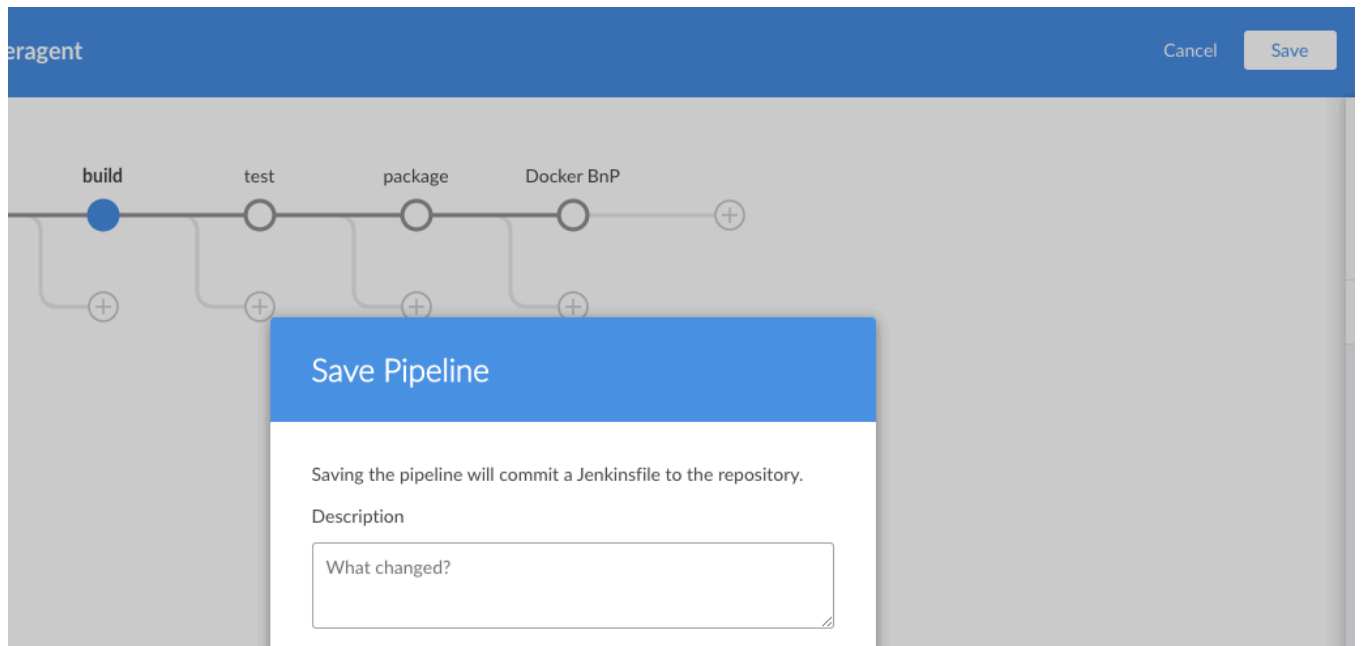 eragent
Cancel
Save
build
test
package
Docker BnP
Save Pipeline
Saving the pipeline will commit a Jenkinsfile to the repository.
Description
What changed?